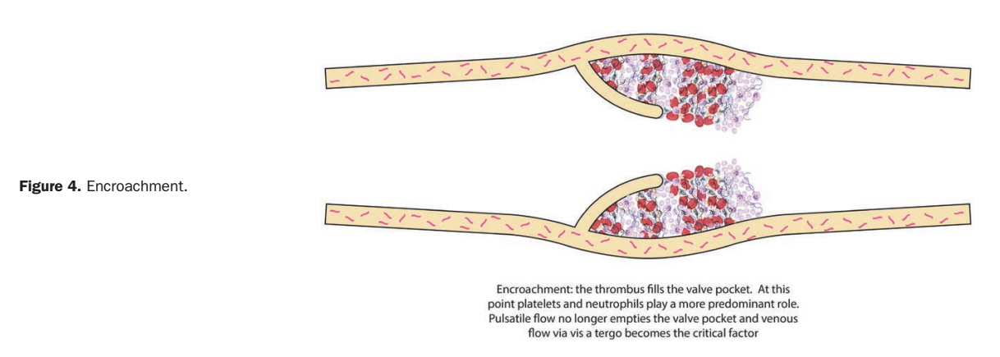 Figure 4. Encroachment.
Encroachment: the thrombus fills the valve pocket. At this
point platelets and neutrophils play a more predominant role.
Pulsatile flow no longer empties the valve pocket and venous
flow via vis a tergo becomes the critical factor